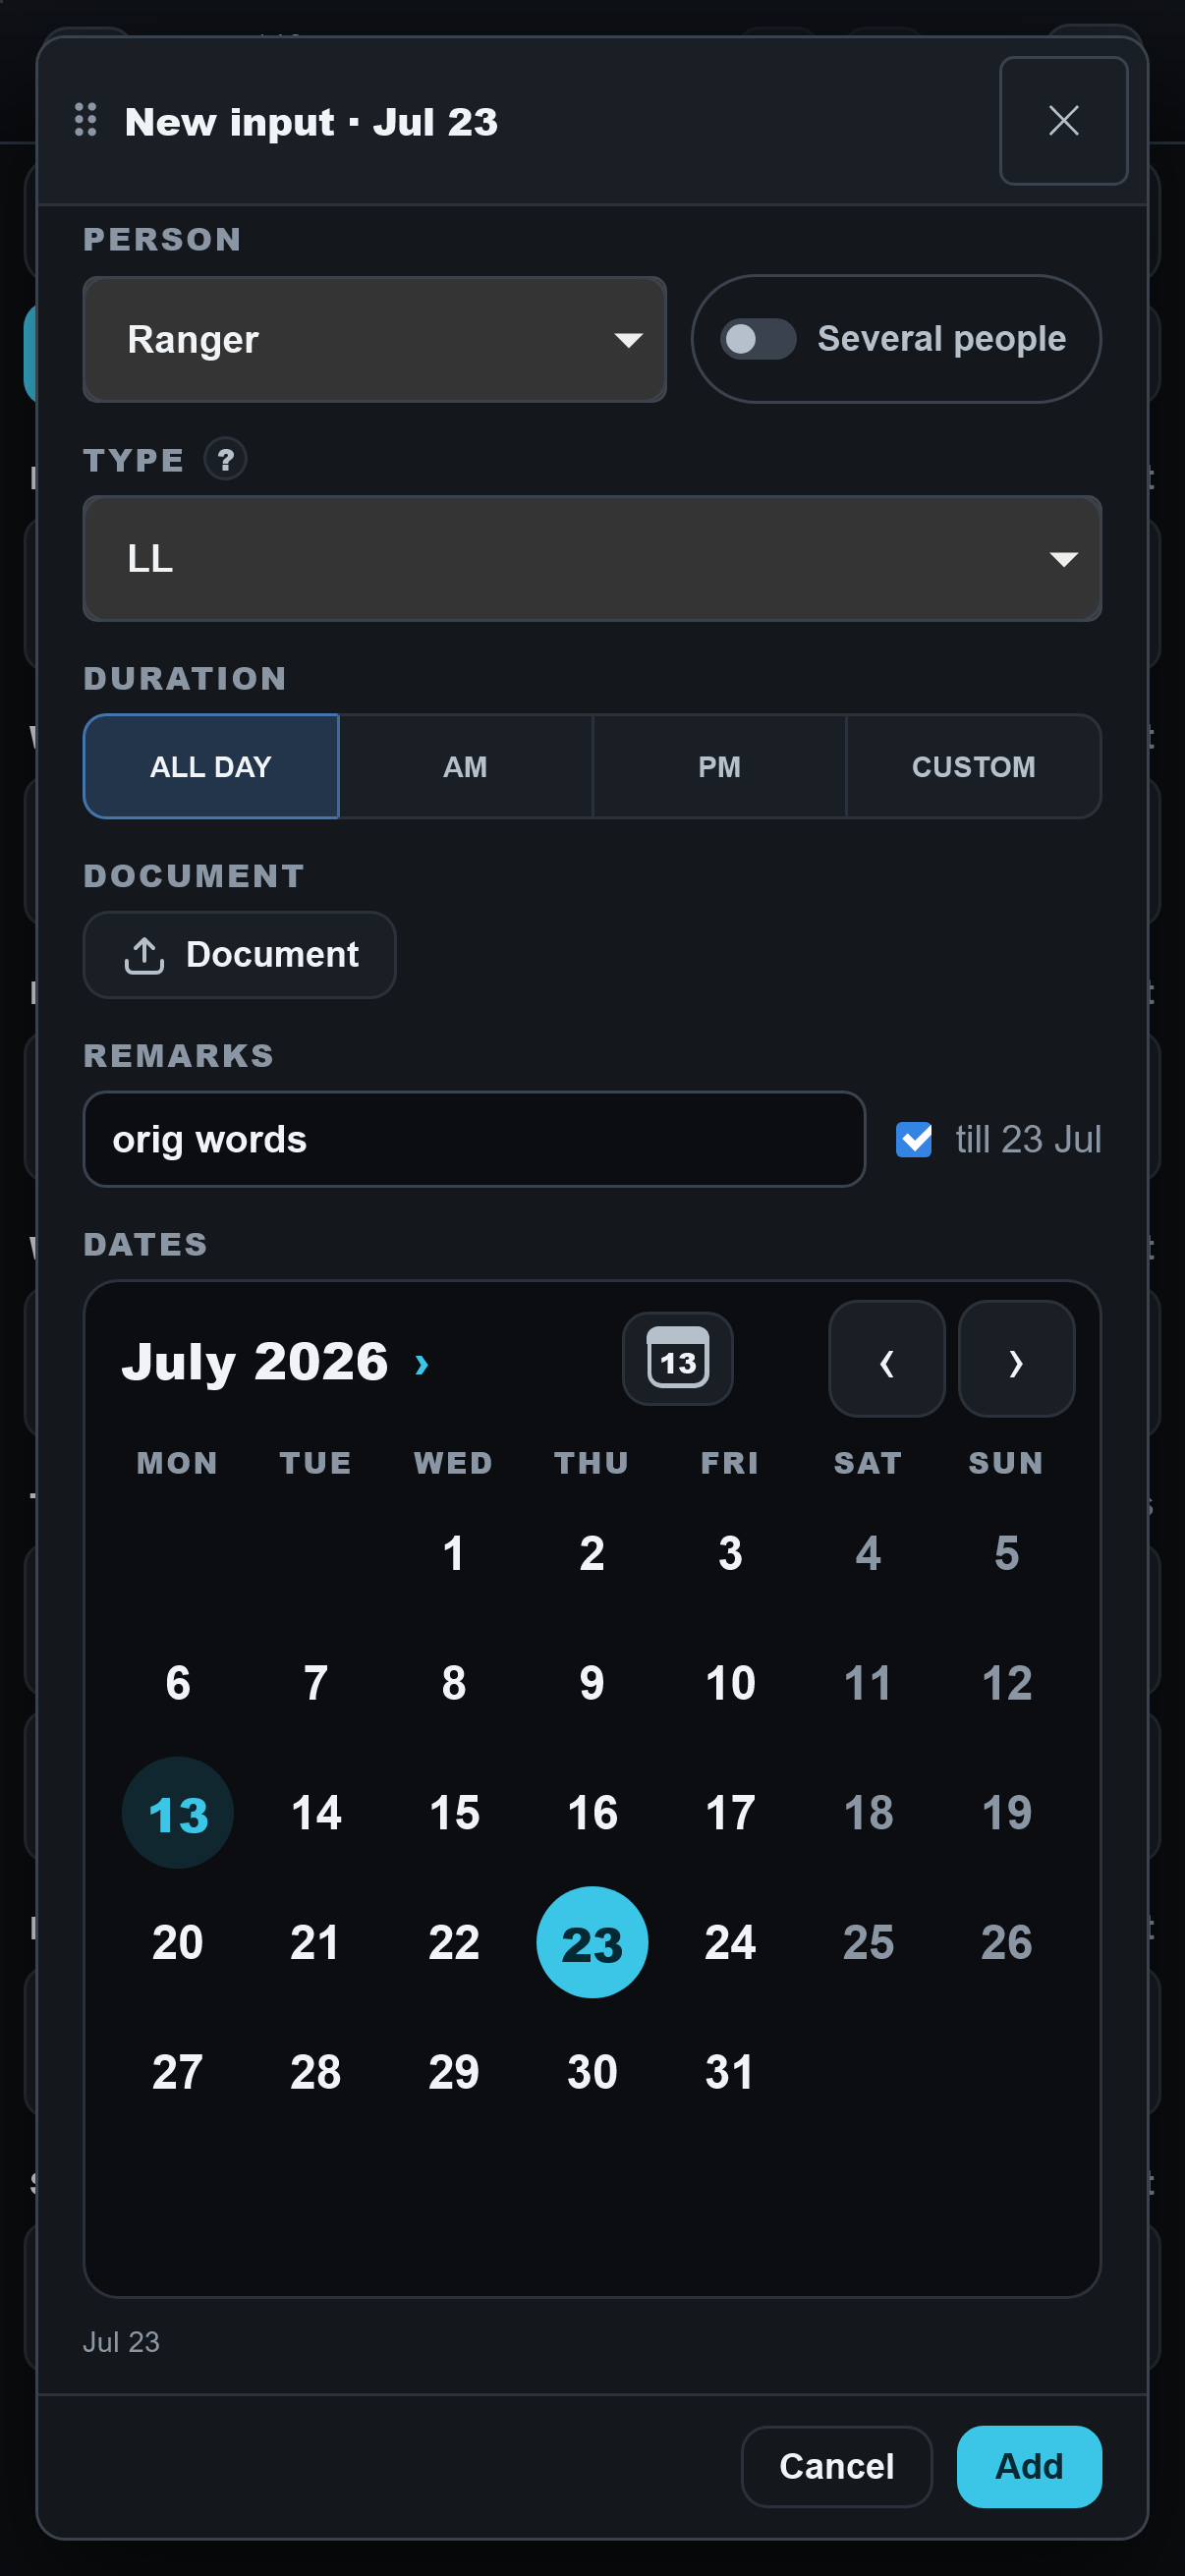 New input · Jul 23
PERSON
Ranger
Several people
TYPE ?
LL
DURATION
ALL DAY AM PM CUSTOM
DOCUMENT
Document
REMARKS
orig words
till 23 Jul
DATES
July 2026 ›
13
‹ ›
MON TUE WED THU FRI SAT SUN
1 2 3 4 5
6 7 8 9 10 11 12
13 14 15 16 17 18 19
20 21 22 23 24 25 26
27 28 29 30 31
Jul 23
Cancel Add